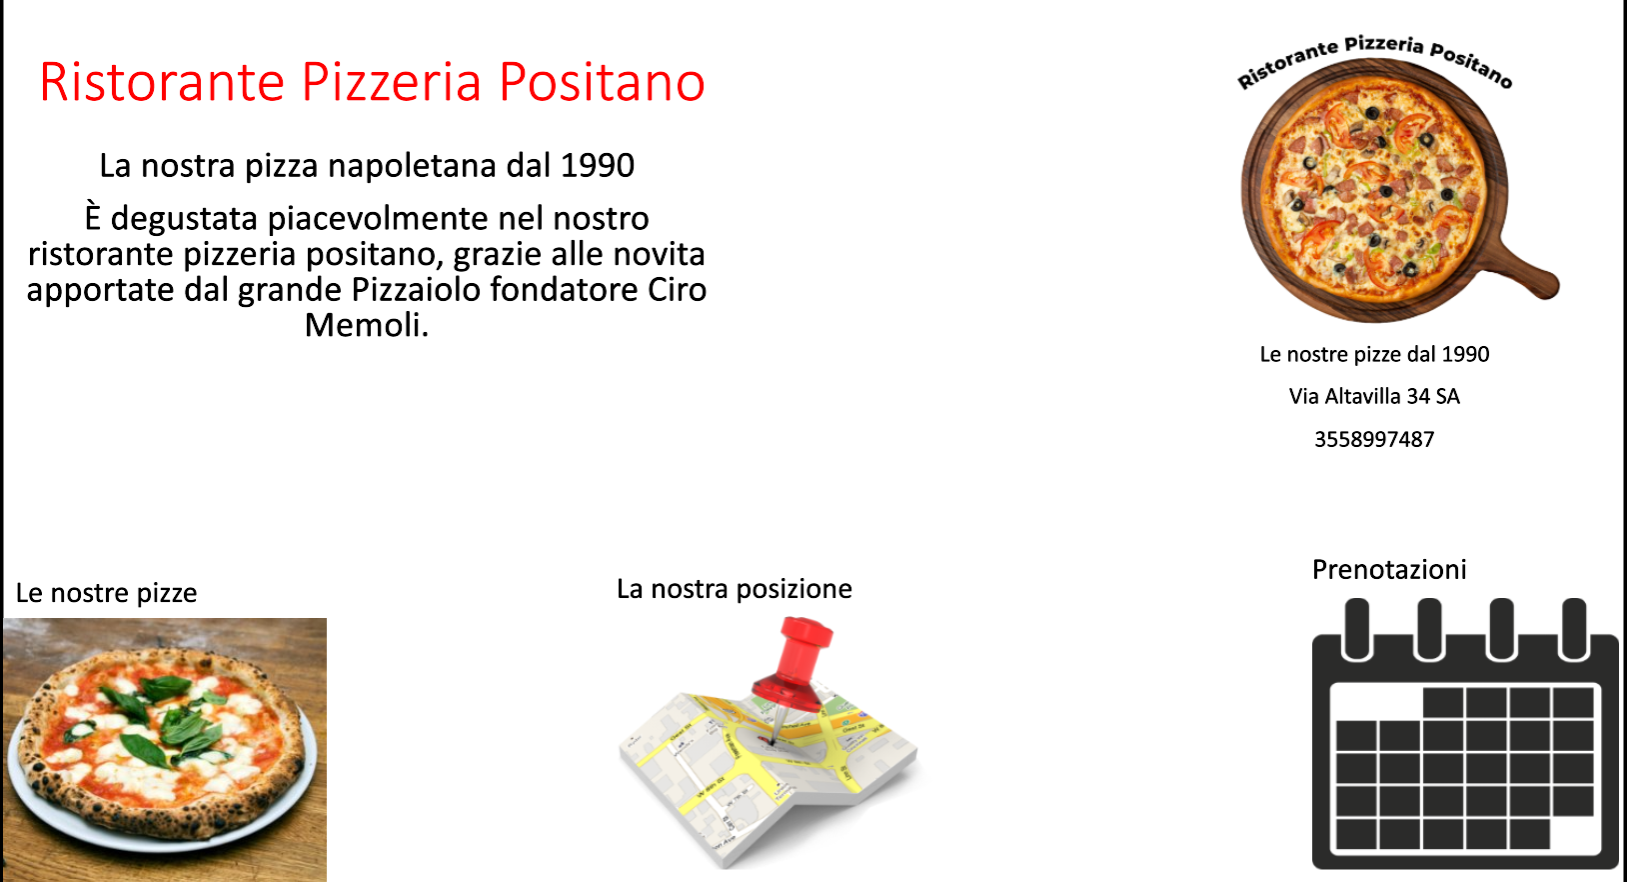 Ristorante Pizzeria Positano
La nostra pizza napoletana dal 1990
È degustata piacevolmente nel nostro
ristorante pizzeria positano, grazie alle novita
apportate dal grande Pizzaiolo fondatore Ciro
Memoli.
Ristorante Pizzeria Positano
Le nostre pizze dal 1990
Via Altavilla 34 SA
3558997487
Le nostre pizze
La nostra posizione
Prenotazioni